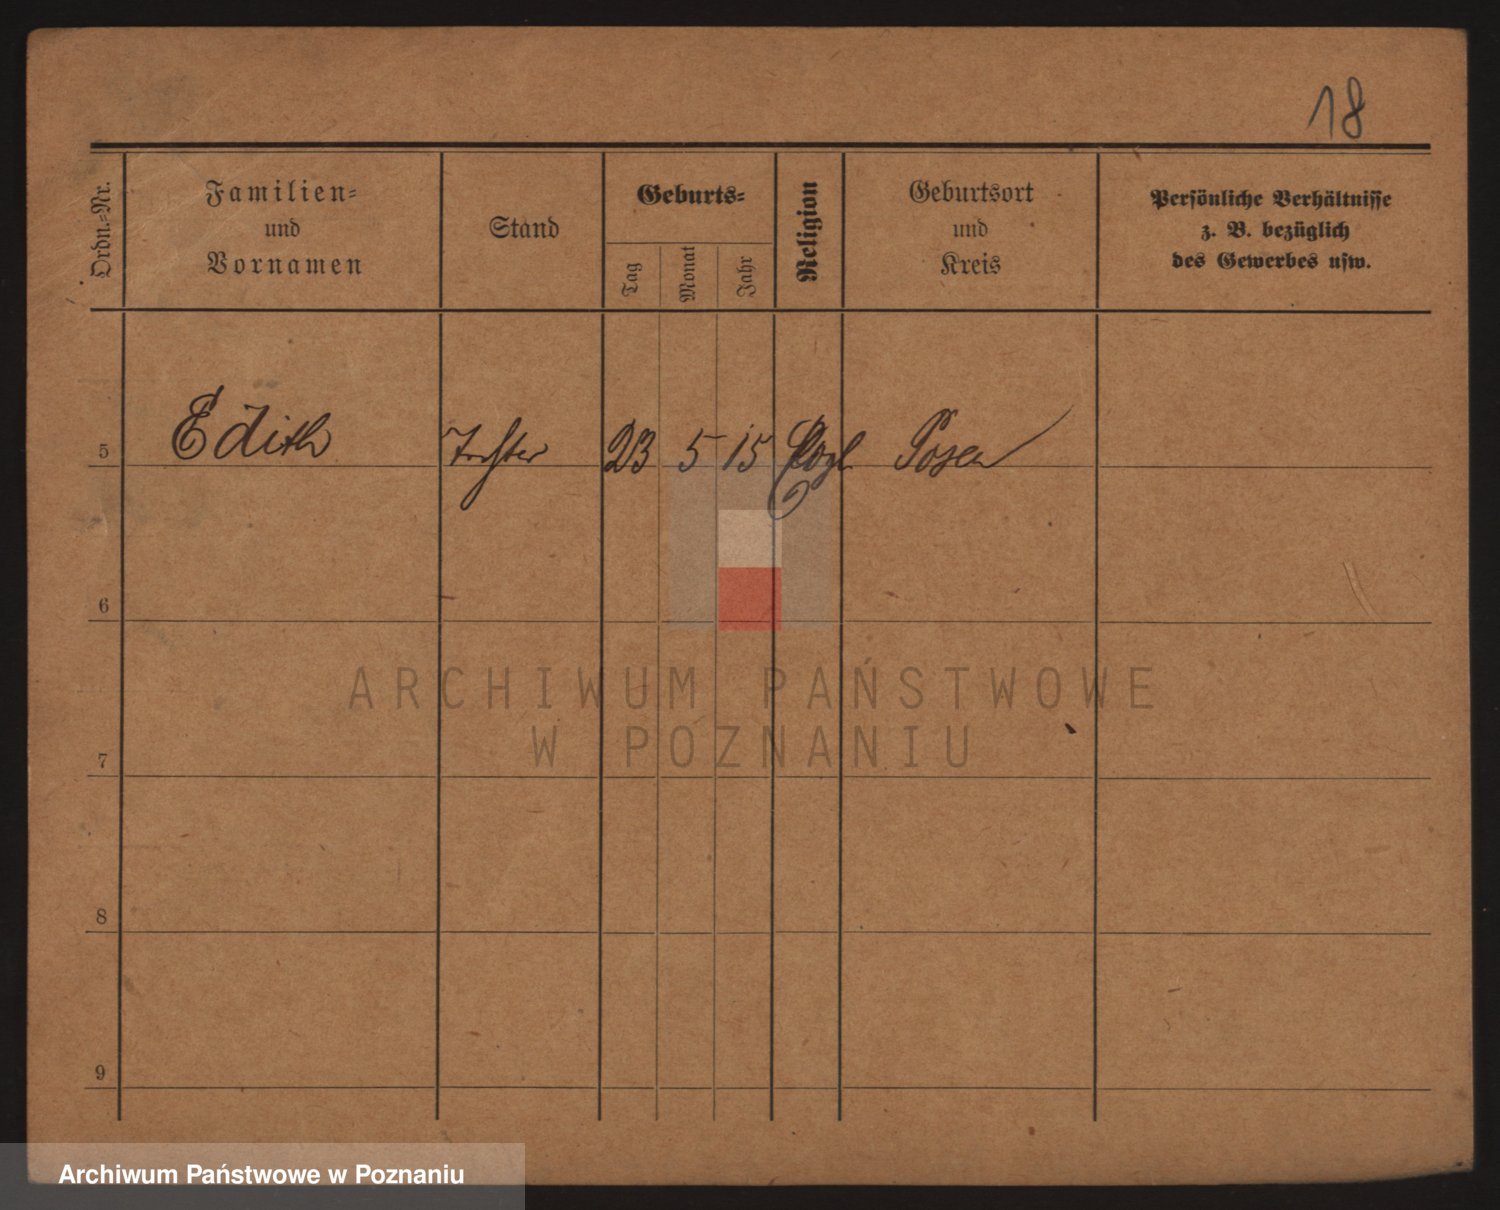 18
Ordn.-Nr.
Familien-
und
Vornamen
Stand
Geburts-
Tag
Monat
Jahr
Religion
Geburtsort
und
Kreis
Persönliche Verhältnisse
z. B. bezüglich
des Gewerbes usw.
5 Edith Tochter 23 5 15 Posen
6
7
8
9
ARCHIWUM PAŃSTWOWE
W POZNANIU
Archiwum Państwowe w Poznaniu